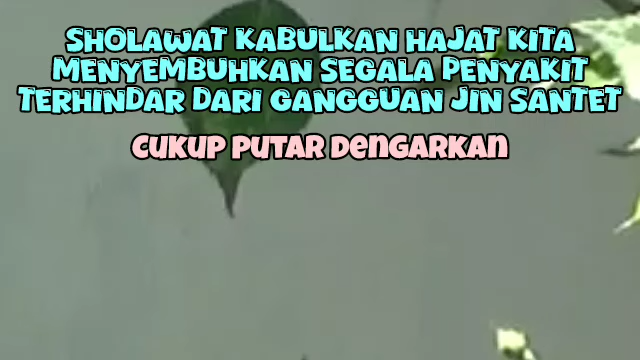 SHOLAWAT KABULKAN HAJAT KITA
MENYEMBUHKAN SEGALA PENYAKIT
TERHINDAR DARI GANGGUAN JIN SANTET
CUKUP PUTAR DENGARKAN